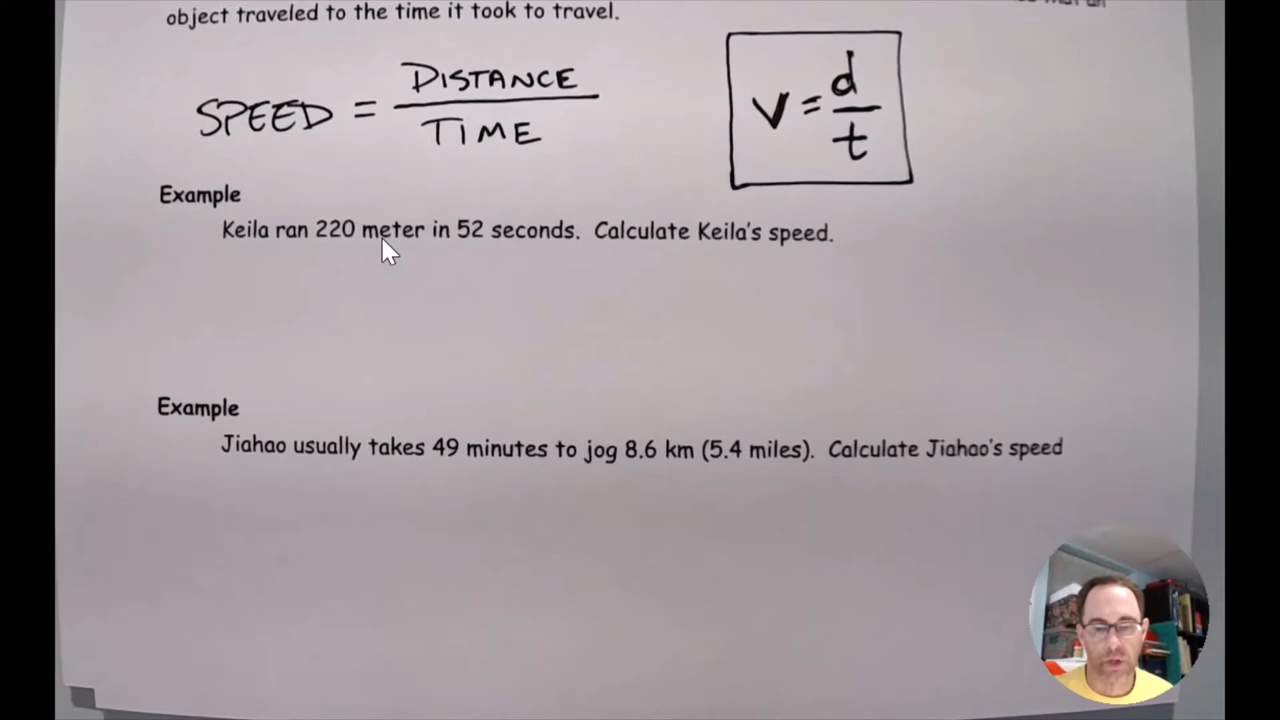 object traveled to the time it took to travel.
SPEED = DISTANCE / TIME
v = d / t
Example
Keila ran 220 meter in 52 seconds. Calculate Keila's speed.
Example
Jiahao usually takes 49 minutes to jog 8.6 km (5.4 miles). Calculate Jiahao's speed